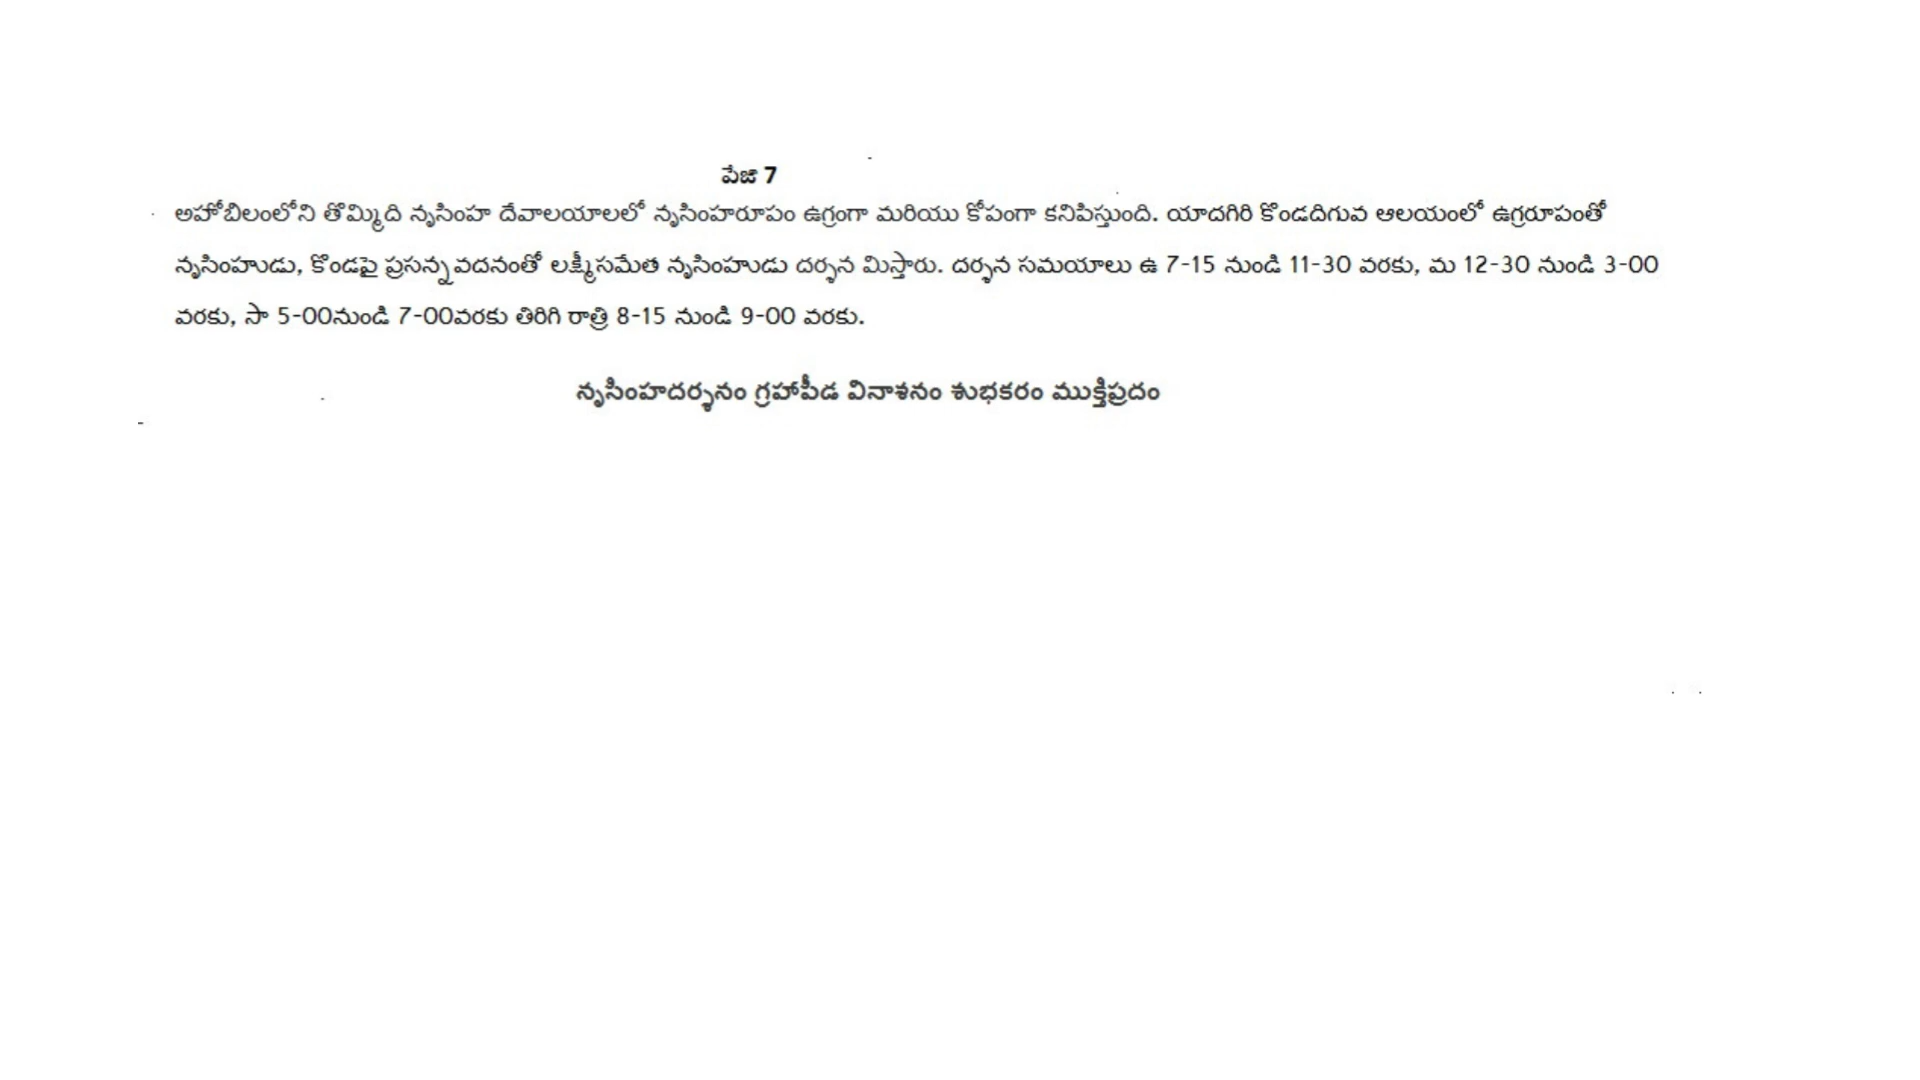 పేజి 7
అహోబిలంలోని తొమ్మిది నృసింహ దేవాలయాలలో నృసింహరూపం ఉగ్రంగా మరియు కోపంగా కనిపిస్తుంది. యాదగిరి కొండదిగువ ఆలయంలో ఉగ్రరూపంతో
నృసింహుడు, కొండపై ప్రసన్నవదనంతో లక్ష్మీసమేత నృసింహుడు దర్శన మిస్తారు. దర్శన సమయాలు ఉ 7-15 నుండి 11-30 వరకు, మ 12-30 నుండి 3-00
వరకు, సా 5-00నుండి 7-00వరకు తిరిగి రాత్రి 8-15 నుండి 9-00 వరకు.
నృసింహదర్శనం గ్రహాపీడ వినాశనం శుభకరం ముక్తిప్రదం